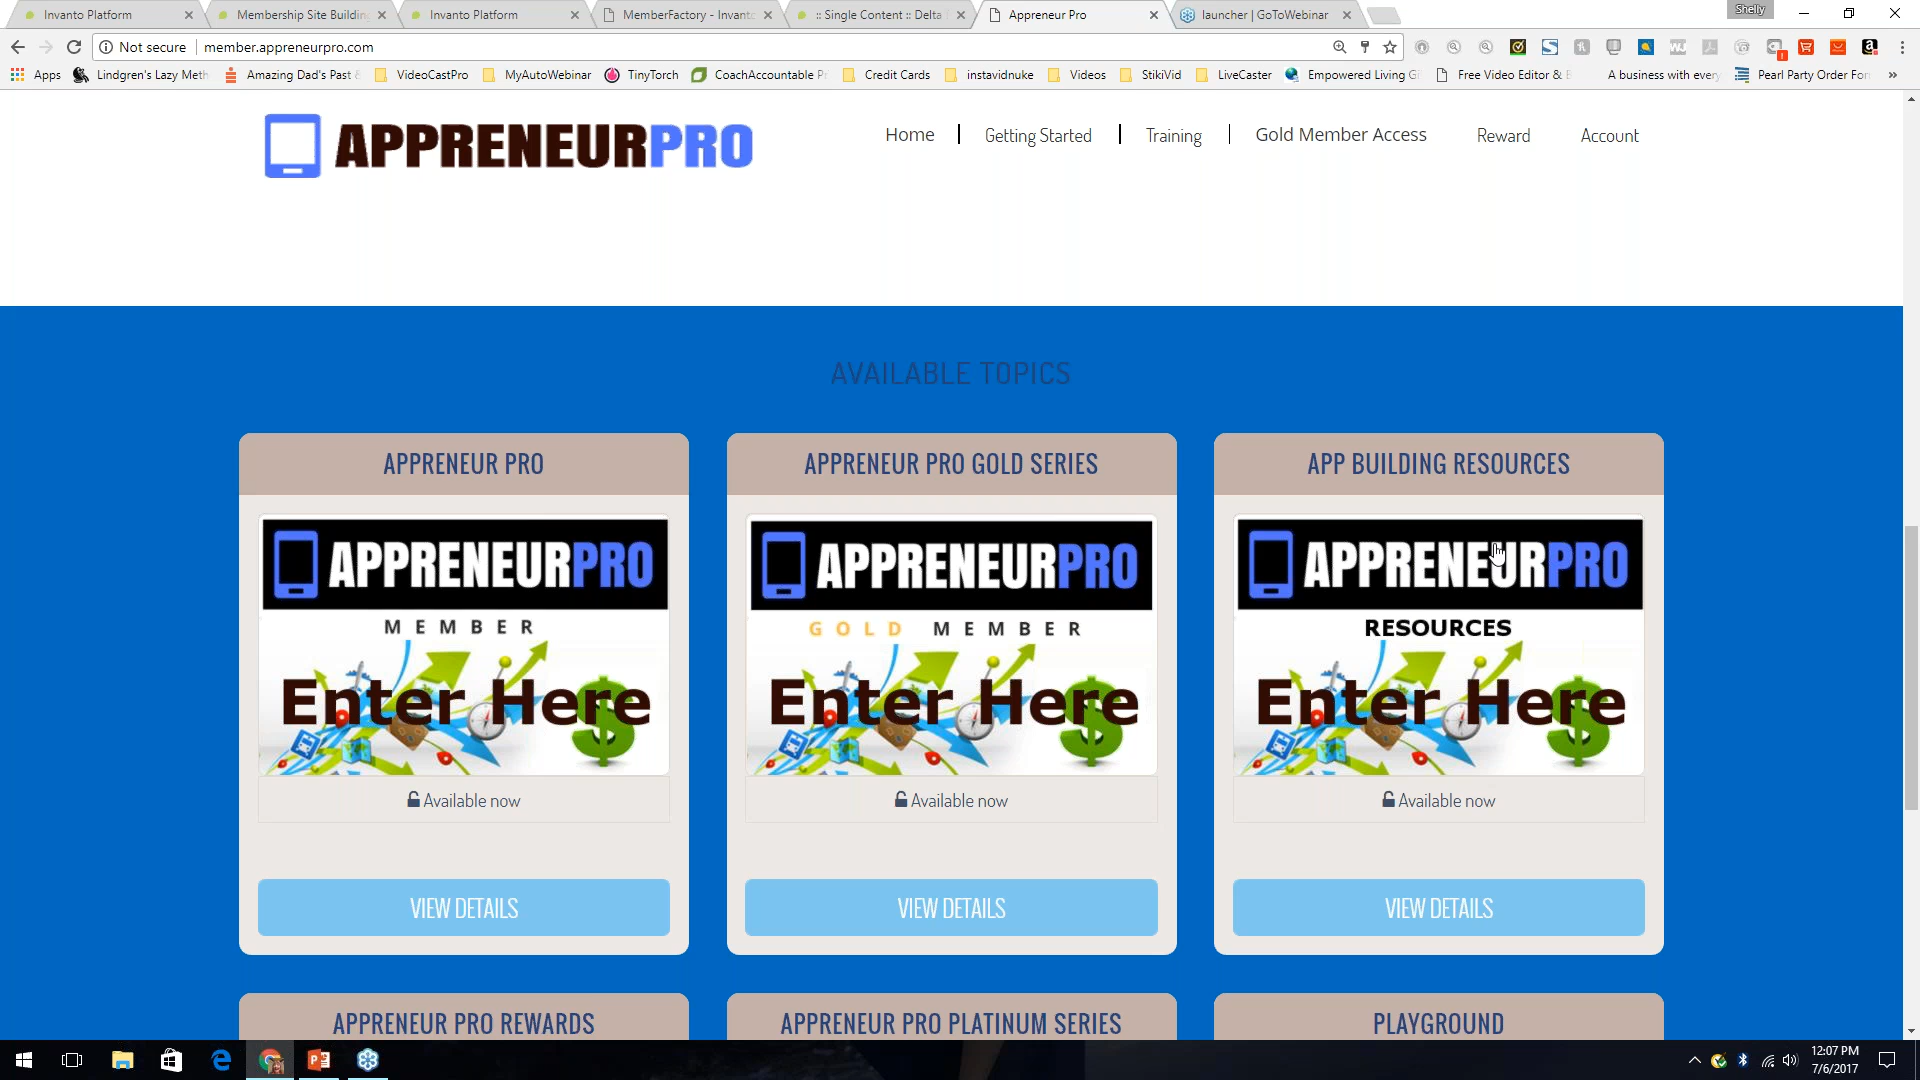 Invanto Platform
Membership Site Building
Invanto Platform
MemberFactory - Invanto
:: Single Content :: Delta
Appreneur Pro
launcher | GoToWebinar
Shelly
Not secure
member.appreneurpro.com
Apps
Lindgren's Lazy Meth
Amazing Dad's Past
VideoCastPro
MyAutoWebinar
TinyTorch
CoachAccountable P
Credit Cards
instavidnuke
Videos
StikiVid
LiveCaster
Empowered Living G
Free Video Editor &
A business with every
Pearl Party Order For
»
APPRENEURPRO
Home
Getting Started
Training
Gold Member Access
Reward
Account
AVAILABLE TOPICS
APPRENEUR PRO
APPRENEURPRO
MEMBER
Enter Here
Available now
VIEW DETAILS
APPRENEUR PRO GOLD SERIES
APPRENEURPRO
GOLD MEMBER
Enter Here
Available now
VIEW DETAILS
APP BUILDING RESOURCES
APPRENEURPRO
RESOURCES
Enter Here
Available now
VIEW DETAILS
APPRENEUR PRO REWARDS
APPRENEUR PRO PLATINUM SERIES
PLAYGROUND
12:07 PM
7/6/2017